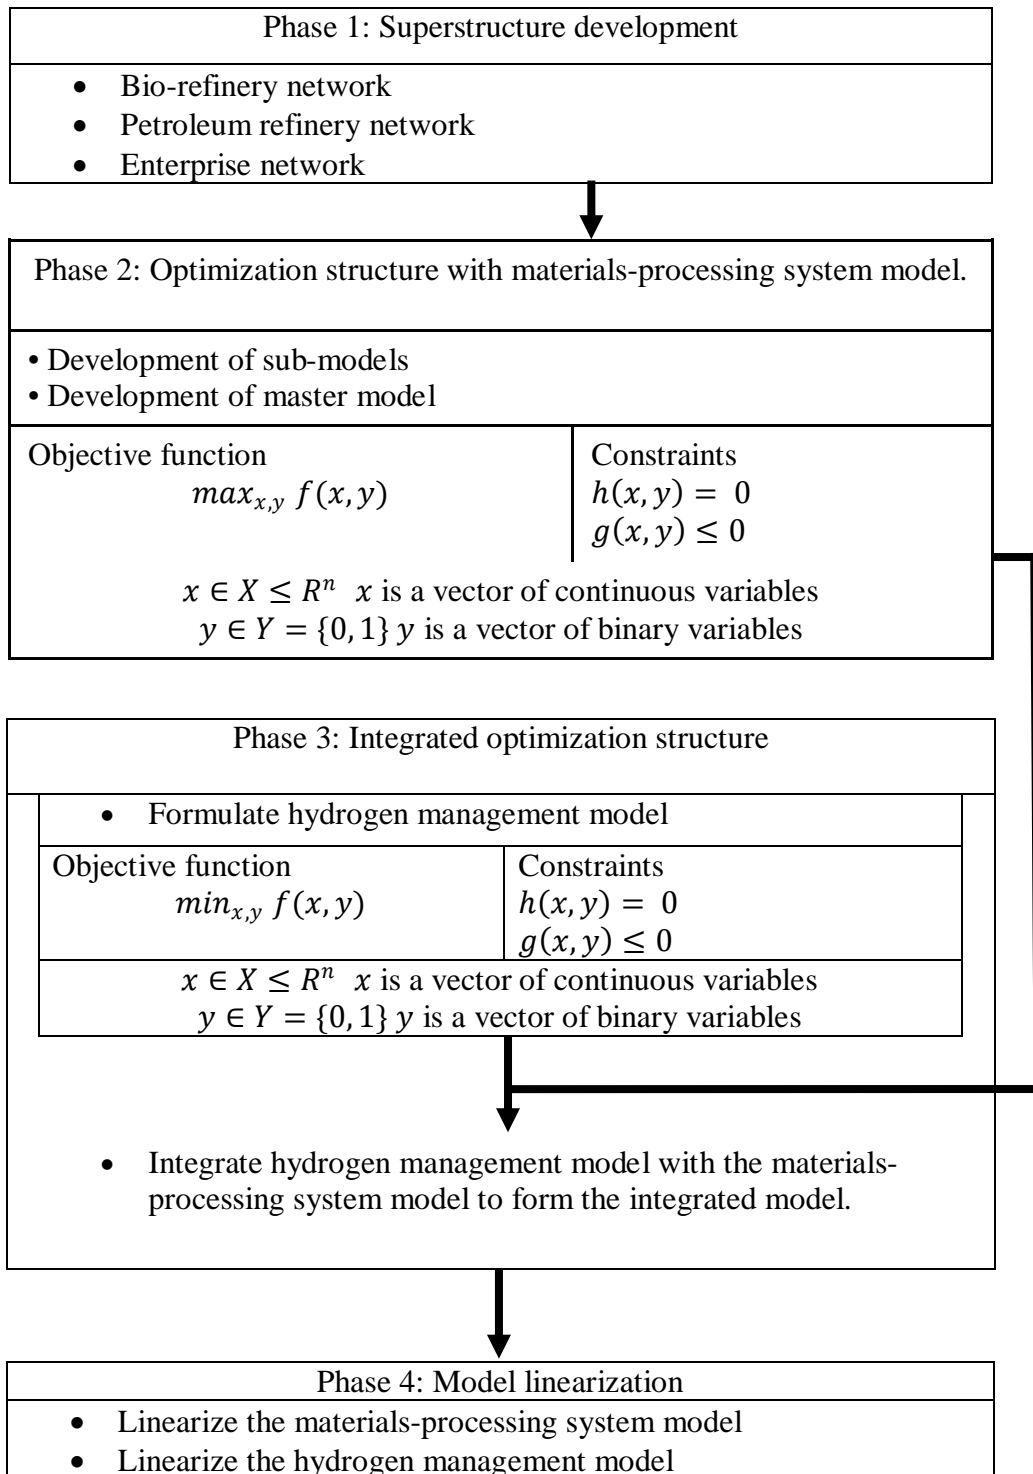 Phase 1: Superstructure development
• Bio-refinery network
• Petroleum refinery network
• Enterprise network
Phase 2: Optimization structure with materials-processing system model.
• Development of sub-models
• Development of master model
Objective function
max_{x,y} f(x, y)
Constraints
h(x, y) = 0
g(x, y) ≤ 0
x ∈ X ≤ R^n x is a vector of continuous variables
y ∈ Y = {0, 1} y is a vector of binary variables
Phase 3: Integrated optimization structure
• Formulate hydrogen management model
Objective function
min_{x,y} f(x, y)
Constraints
h(x, y) = 0
g(x, y) ≤ 0
x ∈ X ≤ R^n x is a vector of continuous variables
y ∈ Y = {0, 1} y is a vector of binary variables
• Integrate hydrogen management model with the materials-
processing system model to form the integrated model.
Phase 4: Model linearization
• Linearize the materials-processing system model
• Linearize the hydrogen management model